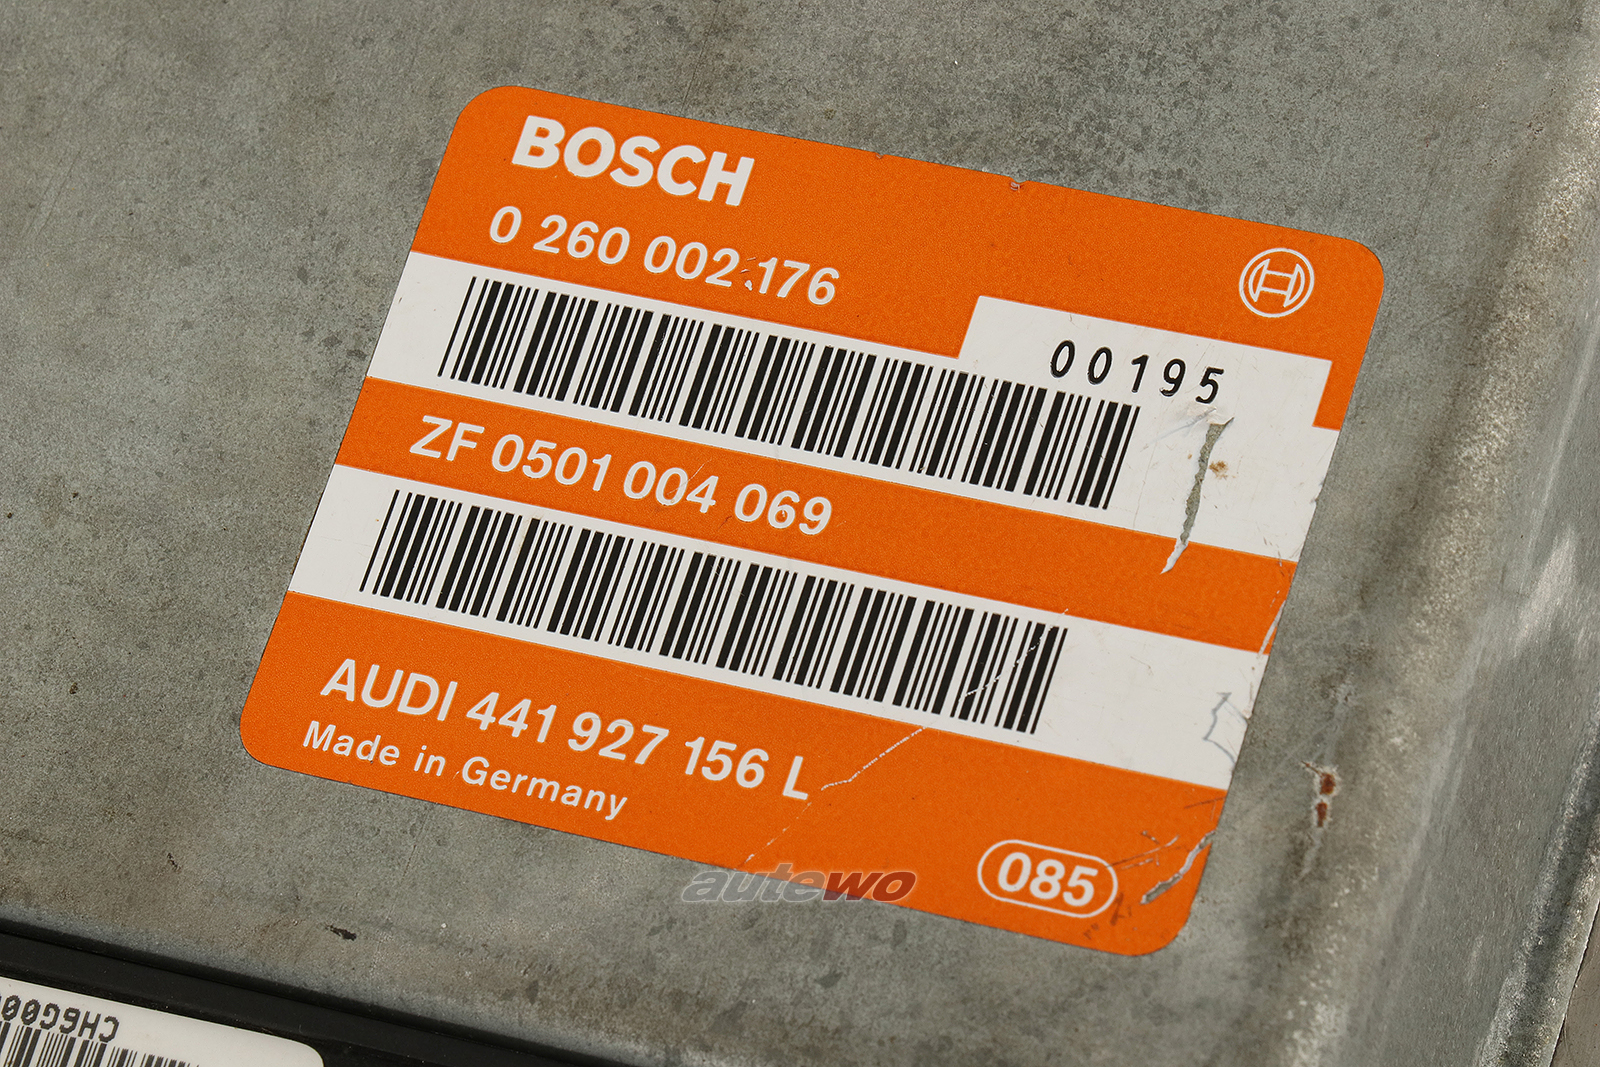 BOSCH
0 260 002 176
00195
ZF 0501 004 069
AUDI 441 927 156 L
Made in Germany
085
autewo